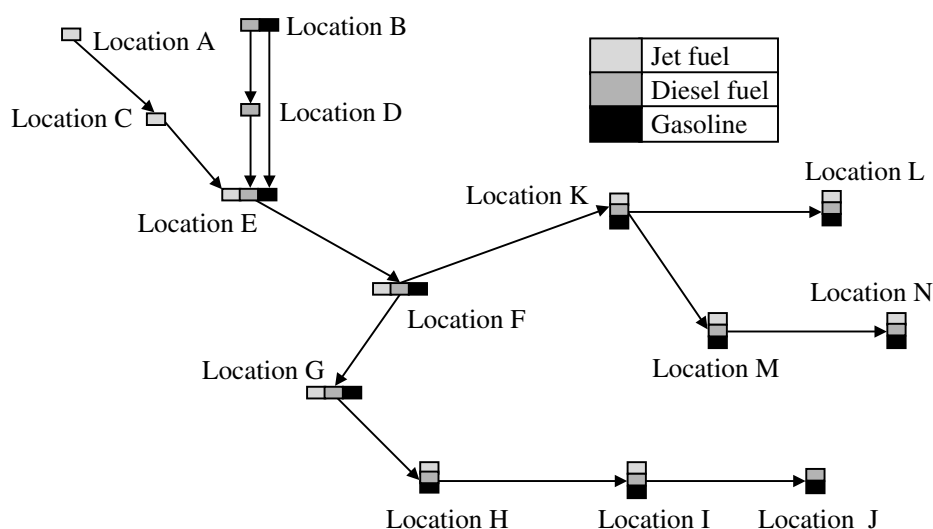 Location A
Location B
Jet fuel
Diesel fuel
Gasoline
Location C
Location D
Location L
Location K
Location E
Location N
Location F
Location G
Location M
Location H
Location I
Location J